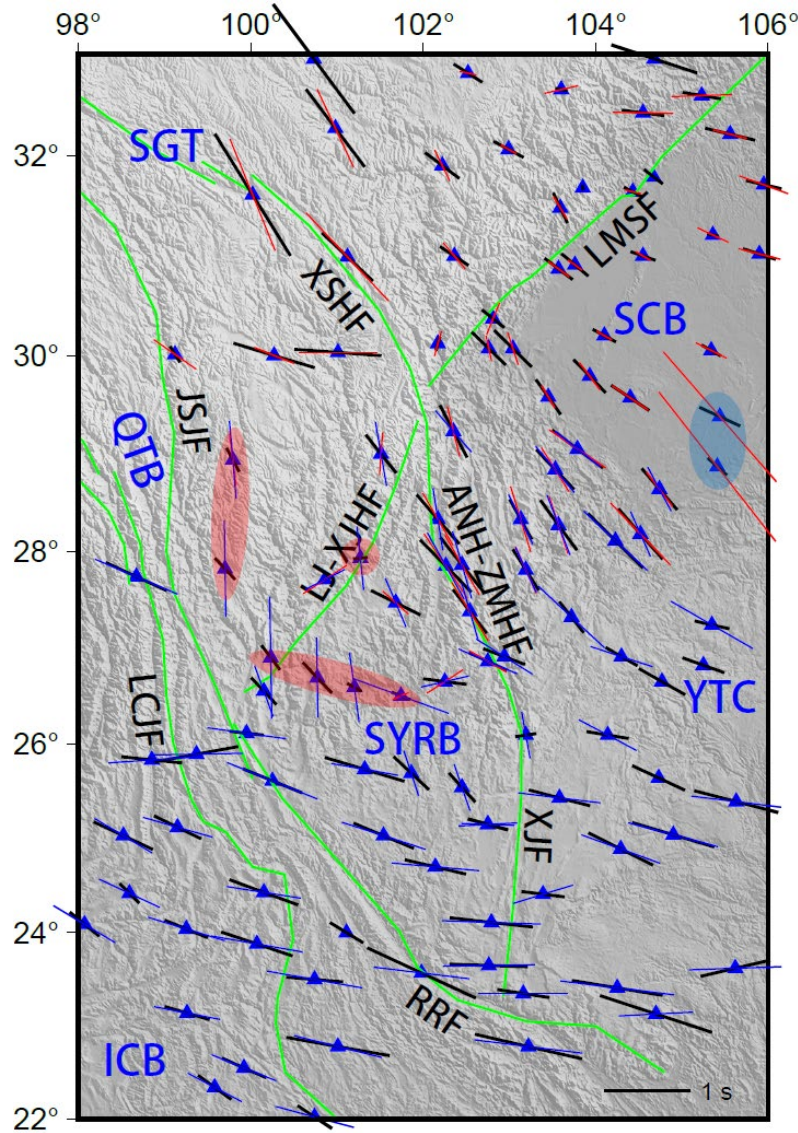 98° 100° 102° 104° 106°
32°
SGT
LMSF
XSHF
SCB
30°
JSJF
QTB
ANH-ZMHF
LJ-XJHF
28°
LCJF
YTC
SYRB
26°
XJF
24°
RRF
ICB
1 s
22°